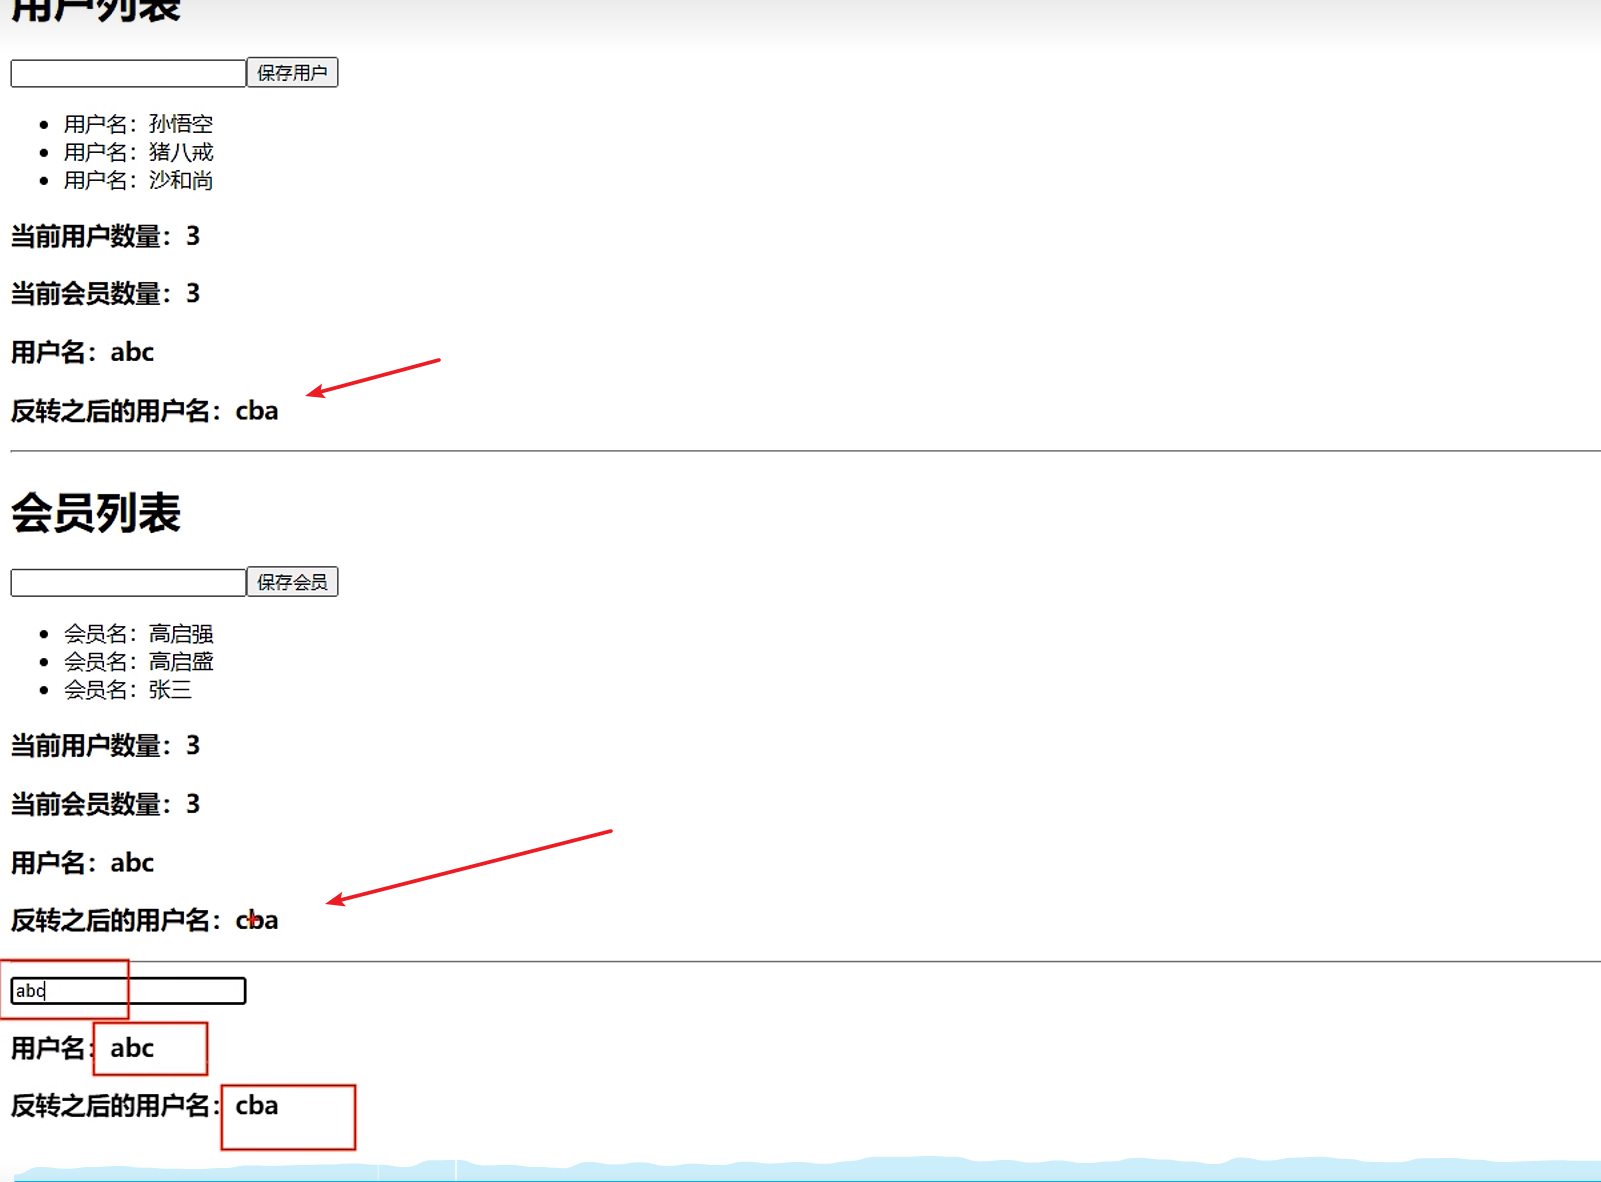 用户列表
保存用户
用户名：孙悟空
用户名：猪八戒
用户名：沙和尚
当前用户数量：3
当前会员数量：3
用户名：abc
反转之后的用户名：cba
会员列表
保存会员
会员名：高启强
会员名：高启盛
会员名：张三
当前用户数量：3
当前会员数量：3
用户名：abc
反转之后的用户名：cba
abc
用户名：abc
反转之后的用户名：cba